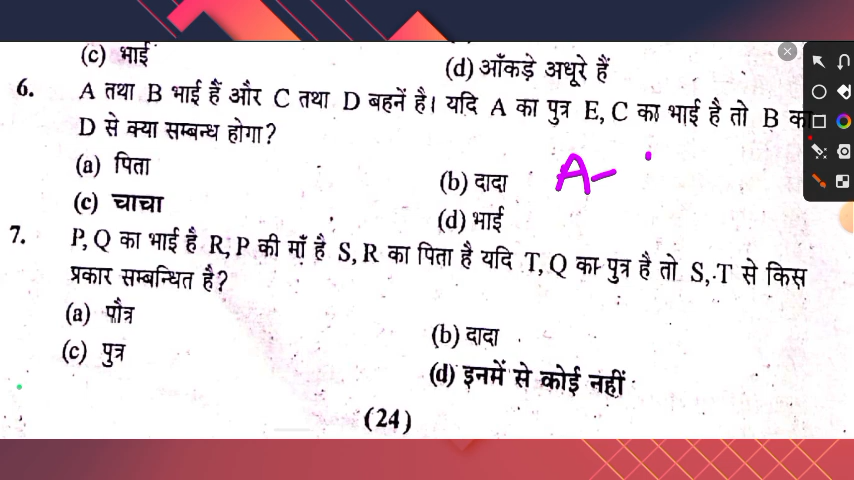 (c) भाई
(d) आँकड़े अधूरे हैं
6. A तथा B भाई हैं और C तथा D बहनें है। यदि A का पुत्र E, C का भाई है तो B का
D से क्या सम्बन्ध होगा?
(a) पिता
(b) दादा
(c) चाचा
(d) भाई
A-
7. P, Q का भाई है R, P की माँ है S, R का पिता है यदि T, Q का पुत्र है तो S, T से किस
प्रकार सम्बन्धित है?
(a) पौत्र
(b) दादा
(c) पुत्र
(d) इनमें से कोई नहीं
(24)